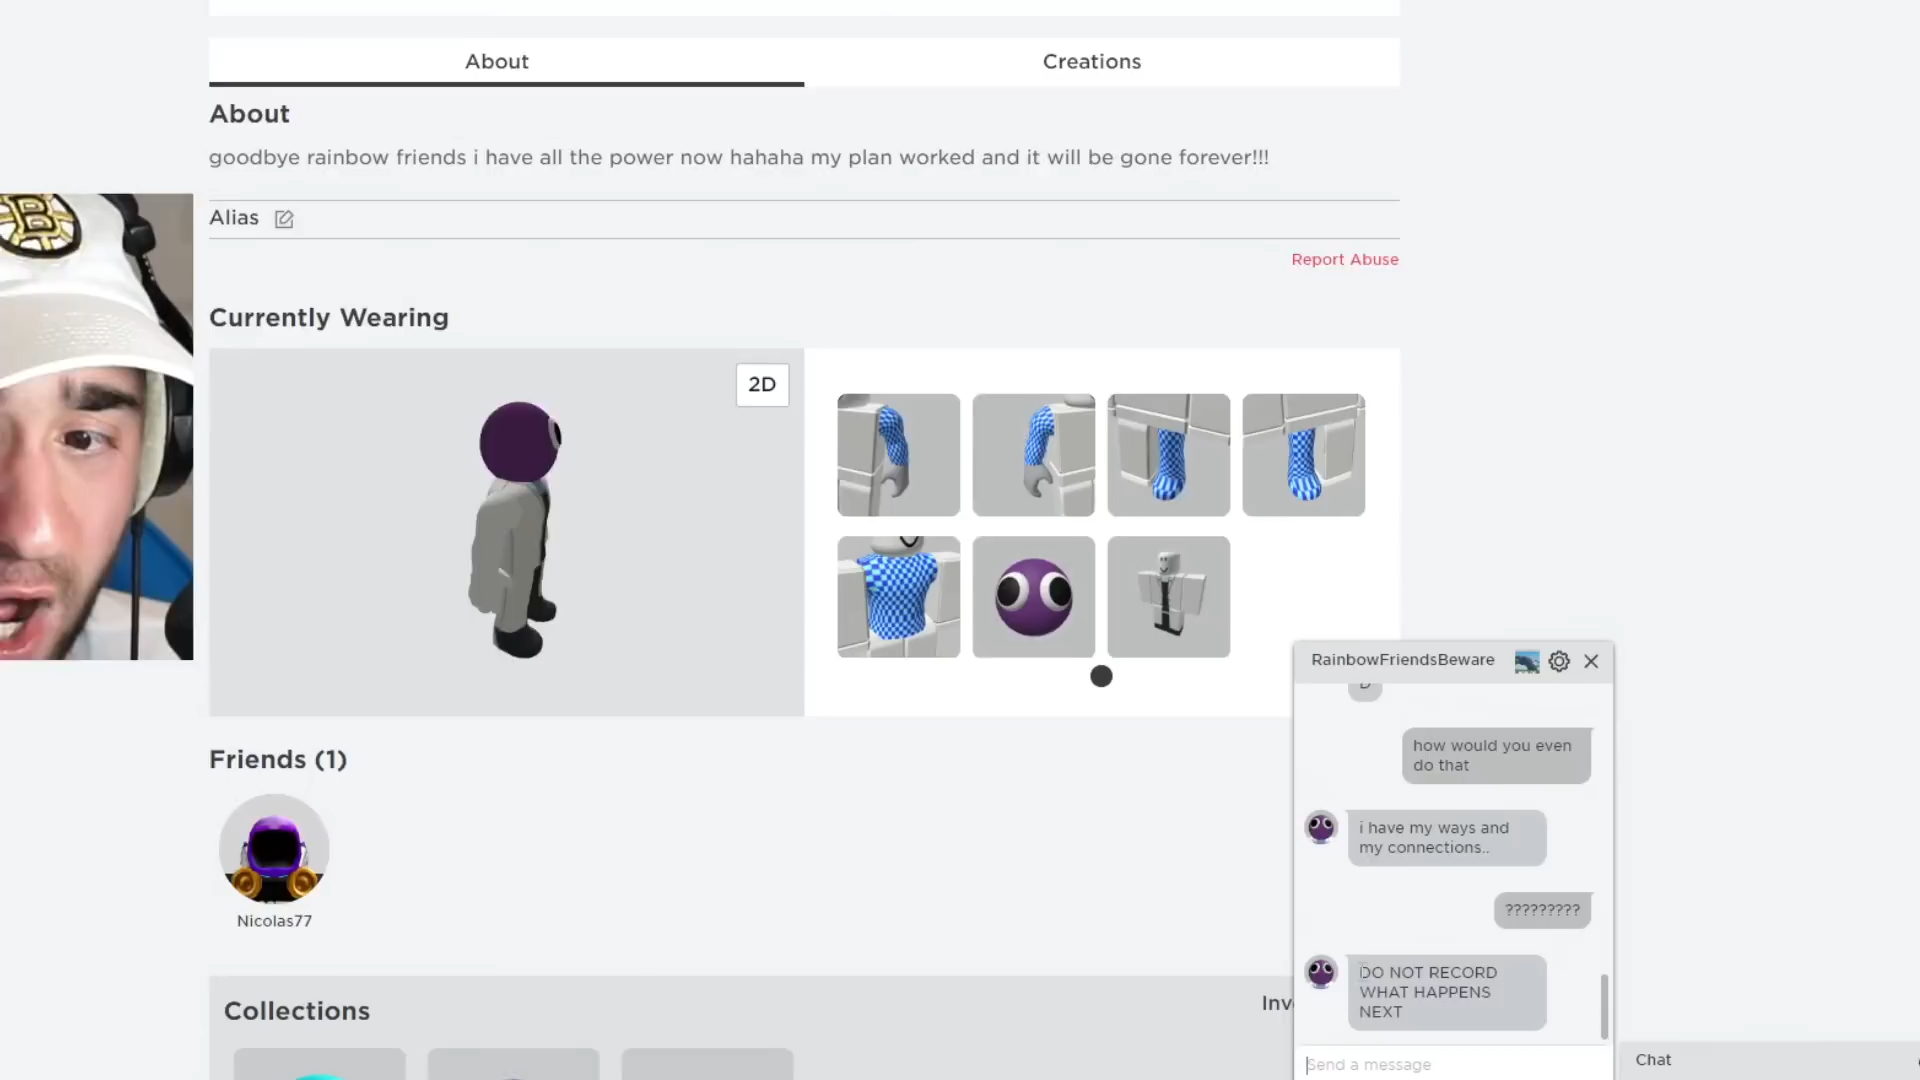 About
Creations
About
goodbye rainbow friends i have all the power now hahaha my plan worked and it will be gone forever!!!
Alias
Report Abuse
B
Currently Wearing
2D
Friends (1)
Nicolas77
Collections
RainbowFriendsBeware
how would you even
do that
i have my ways and
my connections..
?????????
DO NOT RECORD
WHAT HAPPENS
NEXT
Send a message
Chat